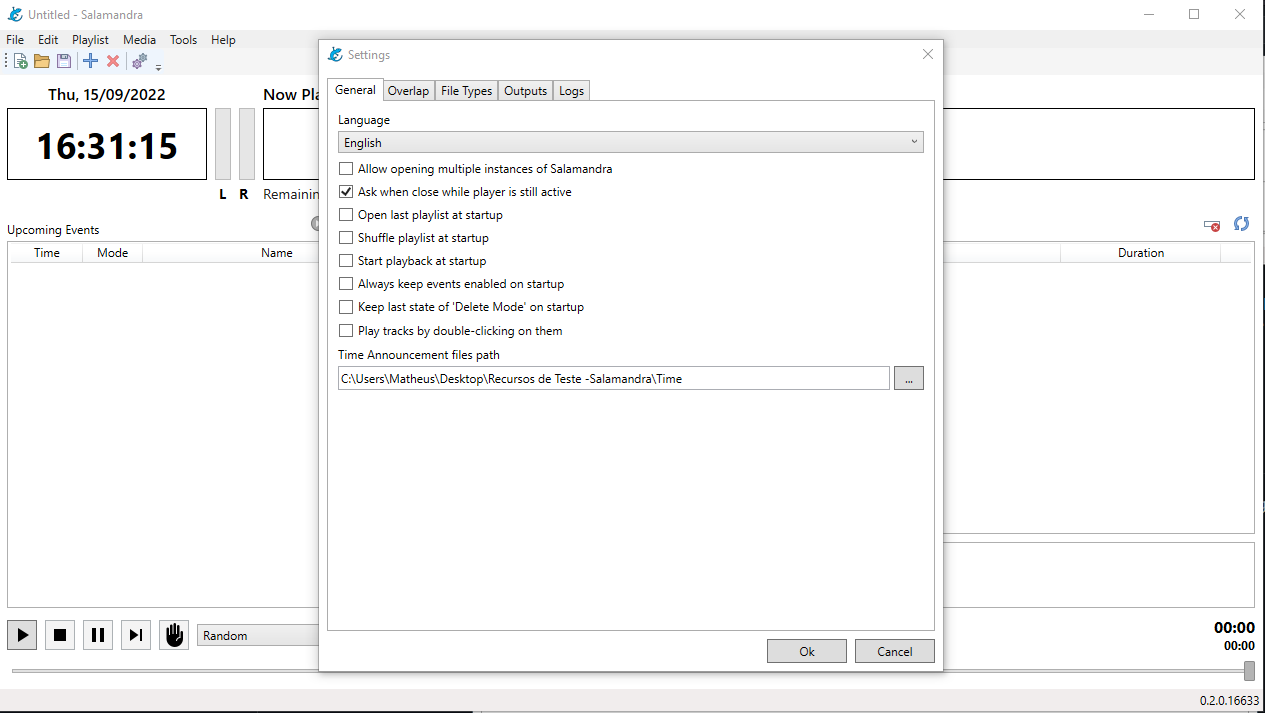 Untitled - Salamandra
File Edit Playlist Media Tools Help
Thu, 15/09/2022
Now Pla
16:31:15
L R Remainin
Upcoming Events
Time Mode Name
Duration
Settings
General Overlap File Types Outputs Logs
Language
English
Allow opening multiple instances of Salamandra
Ask when close while player is still active
Open last playlist at startup
Shuffle playlist at startup
Start playback at startup
Always keep events enabled on startup
Keep last state of 'Delete Mode' on startup
Play tracks by double-clicking on them
Time Announcement files path
C:\Users\Matheus\Desktop\Recursos de Teste -Salamandra\Time
...
Ok Cancel
Random
00:00
00:00
0.2.0.16633